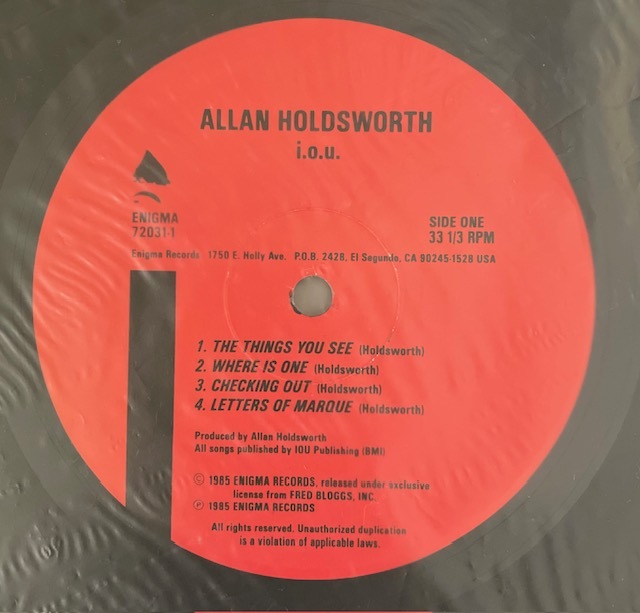 ALLAN HOLDSWORTH
i.o.u.
ENIGMA
72031-1
SIDE ONE
33 1/3 RPM
Enigma Records 1750 E. Holly Ave. P.O.B. 2428, El Segundo, CA 90245-1528 USA
1. THE THINGS YOU SEE (Holdsworth)
2. WHERE IS ONE (Holdsworth)
3. CHECKING OUT (Holdsworth)
4. LETTERS OF MARQUE (Holdsworth)
Produced by Allan Holdsworth
All songs published by IOU Publishing (BMI)
© 1985 ENIGMA RECORDS, released under exclusive
license from FRED BLOGGS, INC.
℗ 1985 ENIGMA RECORDS
All rights reserved. Unauthorized duplication
is a violation of applicable laws.